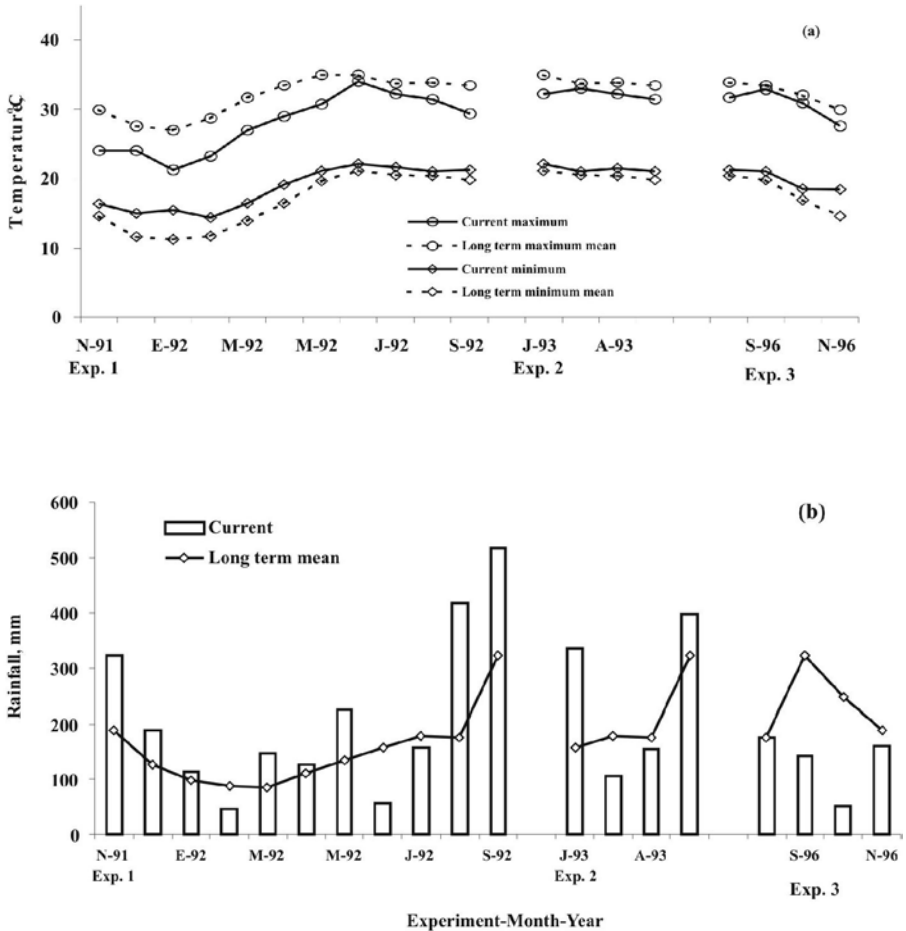 (a)
40
30
20
10
0
Temperatur℃
Current maximum
Long term maximum mean
Current minimum
Long term minimum mean
N-91 E-92 M-92 M-92 J-92 S-92 J-93 A-93 S-96 N-96
Exp. 1 Exp. 2 Exp. 3
(b)
600
500
400
300
200
100
0
Rainfall, mm
Current
Long term mean
N-91 E-92 M-92 M-92 J-92 S-92 J-93 A-93 S-96 N-96
Exp. 1 Exp. 2 Exp. 3
Experiment-Month-Year